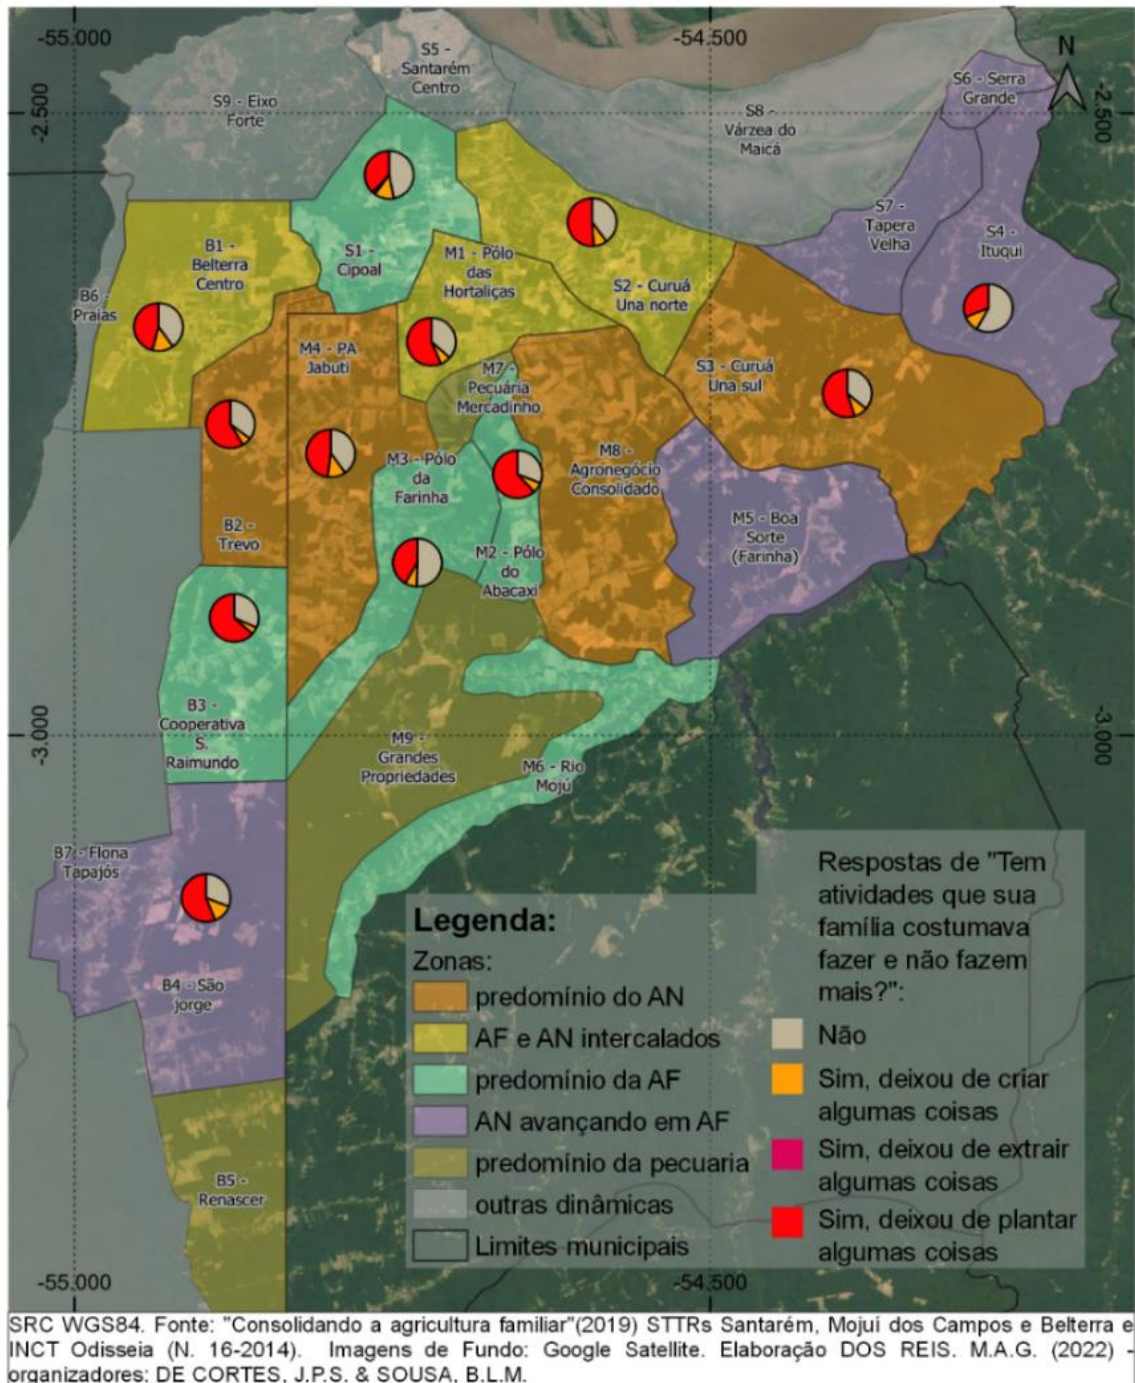 -55.000
-54.500
N
S5 -
Santarém
Centro
S6 - Serra
Grande
-2.500
-2.500
S9 - Eixo
Forte
S8 -
Várzea do
Maicá
S7 -
Tapera
Velha
S4 -
Ituqui
B1 -
Belterra
Centro
S1 -
Cipoal
M1 - Pólo
das
Hortaliças
S2 - Curuá
Una norte
B6 -
Praias
M4 - PA
Jabuti
M7 -
Pecuária
Mercadinho
S3 - Curuá
Una sul
M3 - Pólo
da
Farinha
M8 -
Agronegócio
Consolidado
B2 -
Trevo
M2 - Pólo
do
Abacaxi
M5 - Boa
Sorte
(Farinha)
B3 -
Cooperativa
S.
Raimundo
-3.000
-3.000
M9 -
Grandes
Propriedades
M6 - Rio
Mojú
B7 - Flona
Tapajós
B4 - São
jorge
B5 -
Renascer
Legenda:
Zonas:
predomínio do AN
AF e AN intercalados
predomínio da AF
AN avançando em AF
predomínio da pecuaria
outras dinâmicas
Limites municipais
Respostas de "Tem
atividades que sua
família costumava
fazer e não fazem
mais?":
Não
Sim, deixou de criar
algumas coisas
Sim, deixou de extrair
algumas coisas
Sim, deixou de plantar
algumas coisas
-55.000
-54.500
SRC WGS84. Fonte: "Consolidando a agricultura familiar"(2019) STTRs Santarém, Mojuí dos Campos e Belterra e
INCT Odisseia (N. 16-2014). Imagens de Fundo: Google Satellite. Elaboração DOS REIS. M.A.G. (2022) -
organizadores: DE CORTES, J.P.S. & SOUSA, B.L.M.